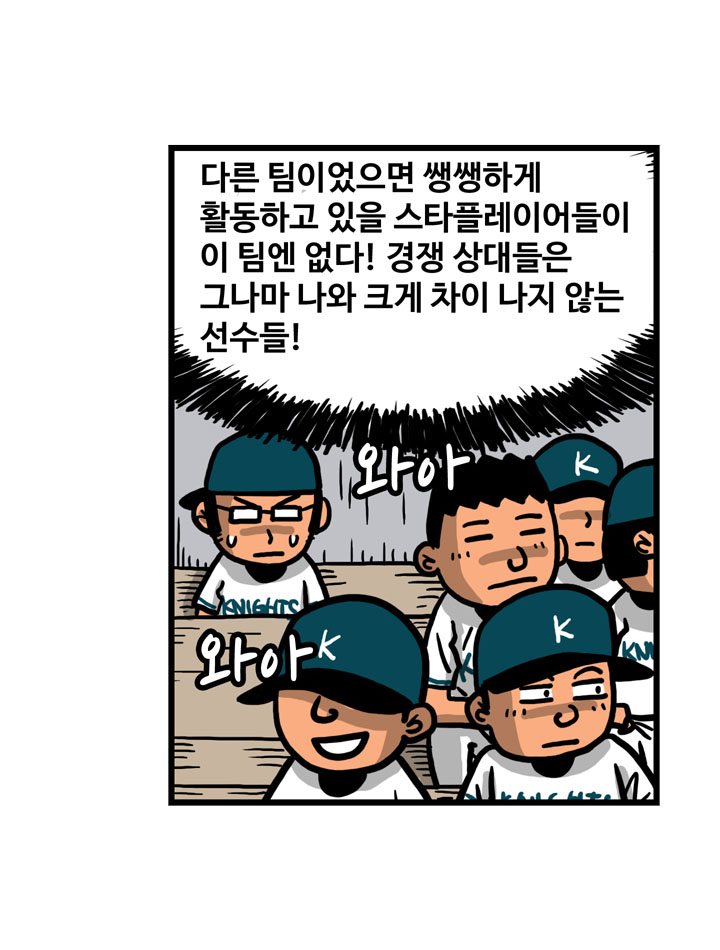 다른 팀이었으면 쌩쌩하게
활동하고 있을 스타플레이어들이
이 팀엔 없다! 경쟁 상대들은
그나마 나와 크게 차이 나지 않는
선수들!
와아
K
KNIGHTS
와아
K
K
KNIGHTS